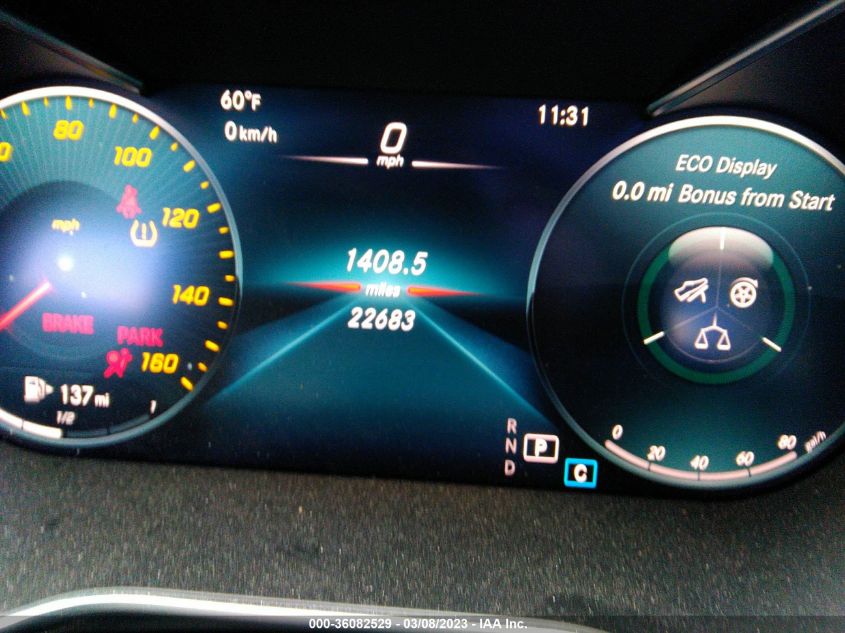 60°F
11:31
0 km/h
0
mph
80
100
120
140
160
mph
BRAKE
PARK
137 mi
1/2
1
1408.5
miles
22683
ECO Display
0.0 mi Bonus from Start
R
N
P
D
C
0
20
40
60
80
gal/h
000-36082529 - 03/08/2023 - IAA Inc.